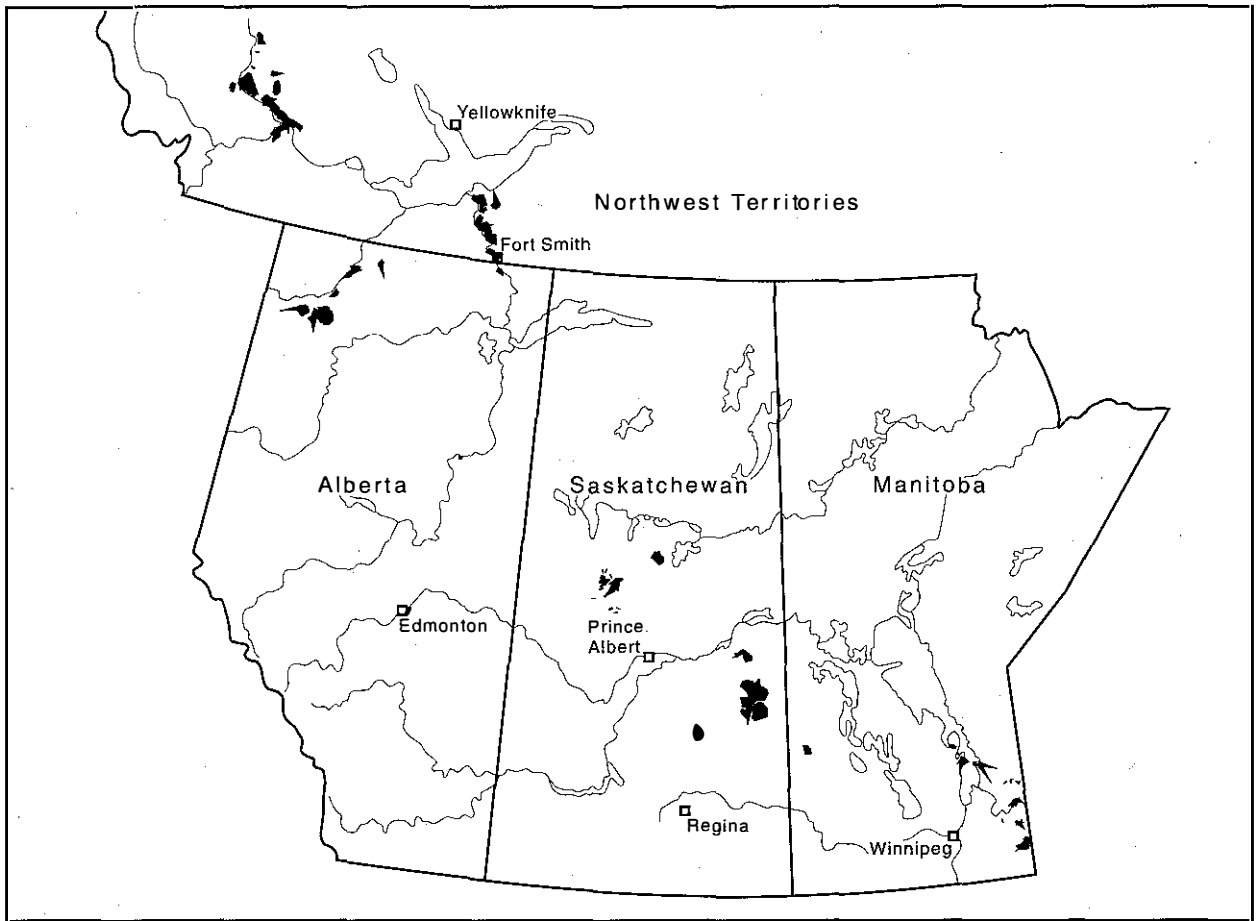 Yellowknife
Northwest Territories
Fort Smith
Alberta
Saskatchewan
Manitoba
Edmonton
Prince.
Albert
Regina
Winnipeg